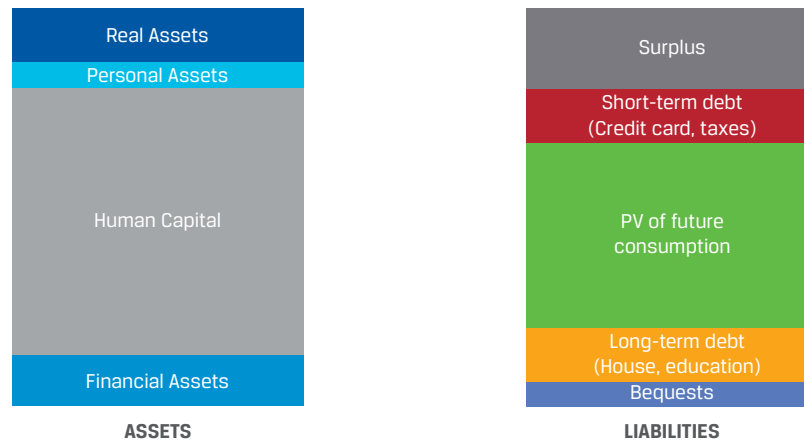 Real Assets
Personal Assets
Human Capital
Financial Assets
ASSETS
Surplus
Short-term debt
(Credit card, taxes)
PV of future
consumption
Long-term debt
(House, education)
Bequests
LIABILITIES